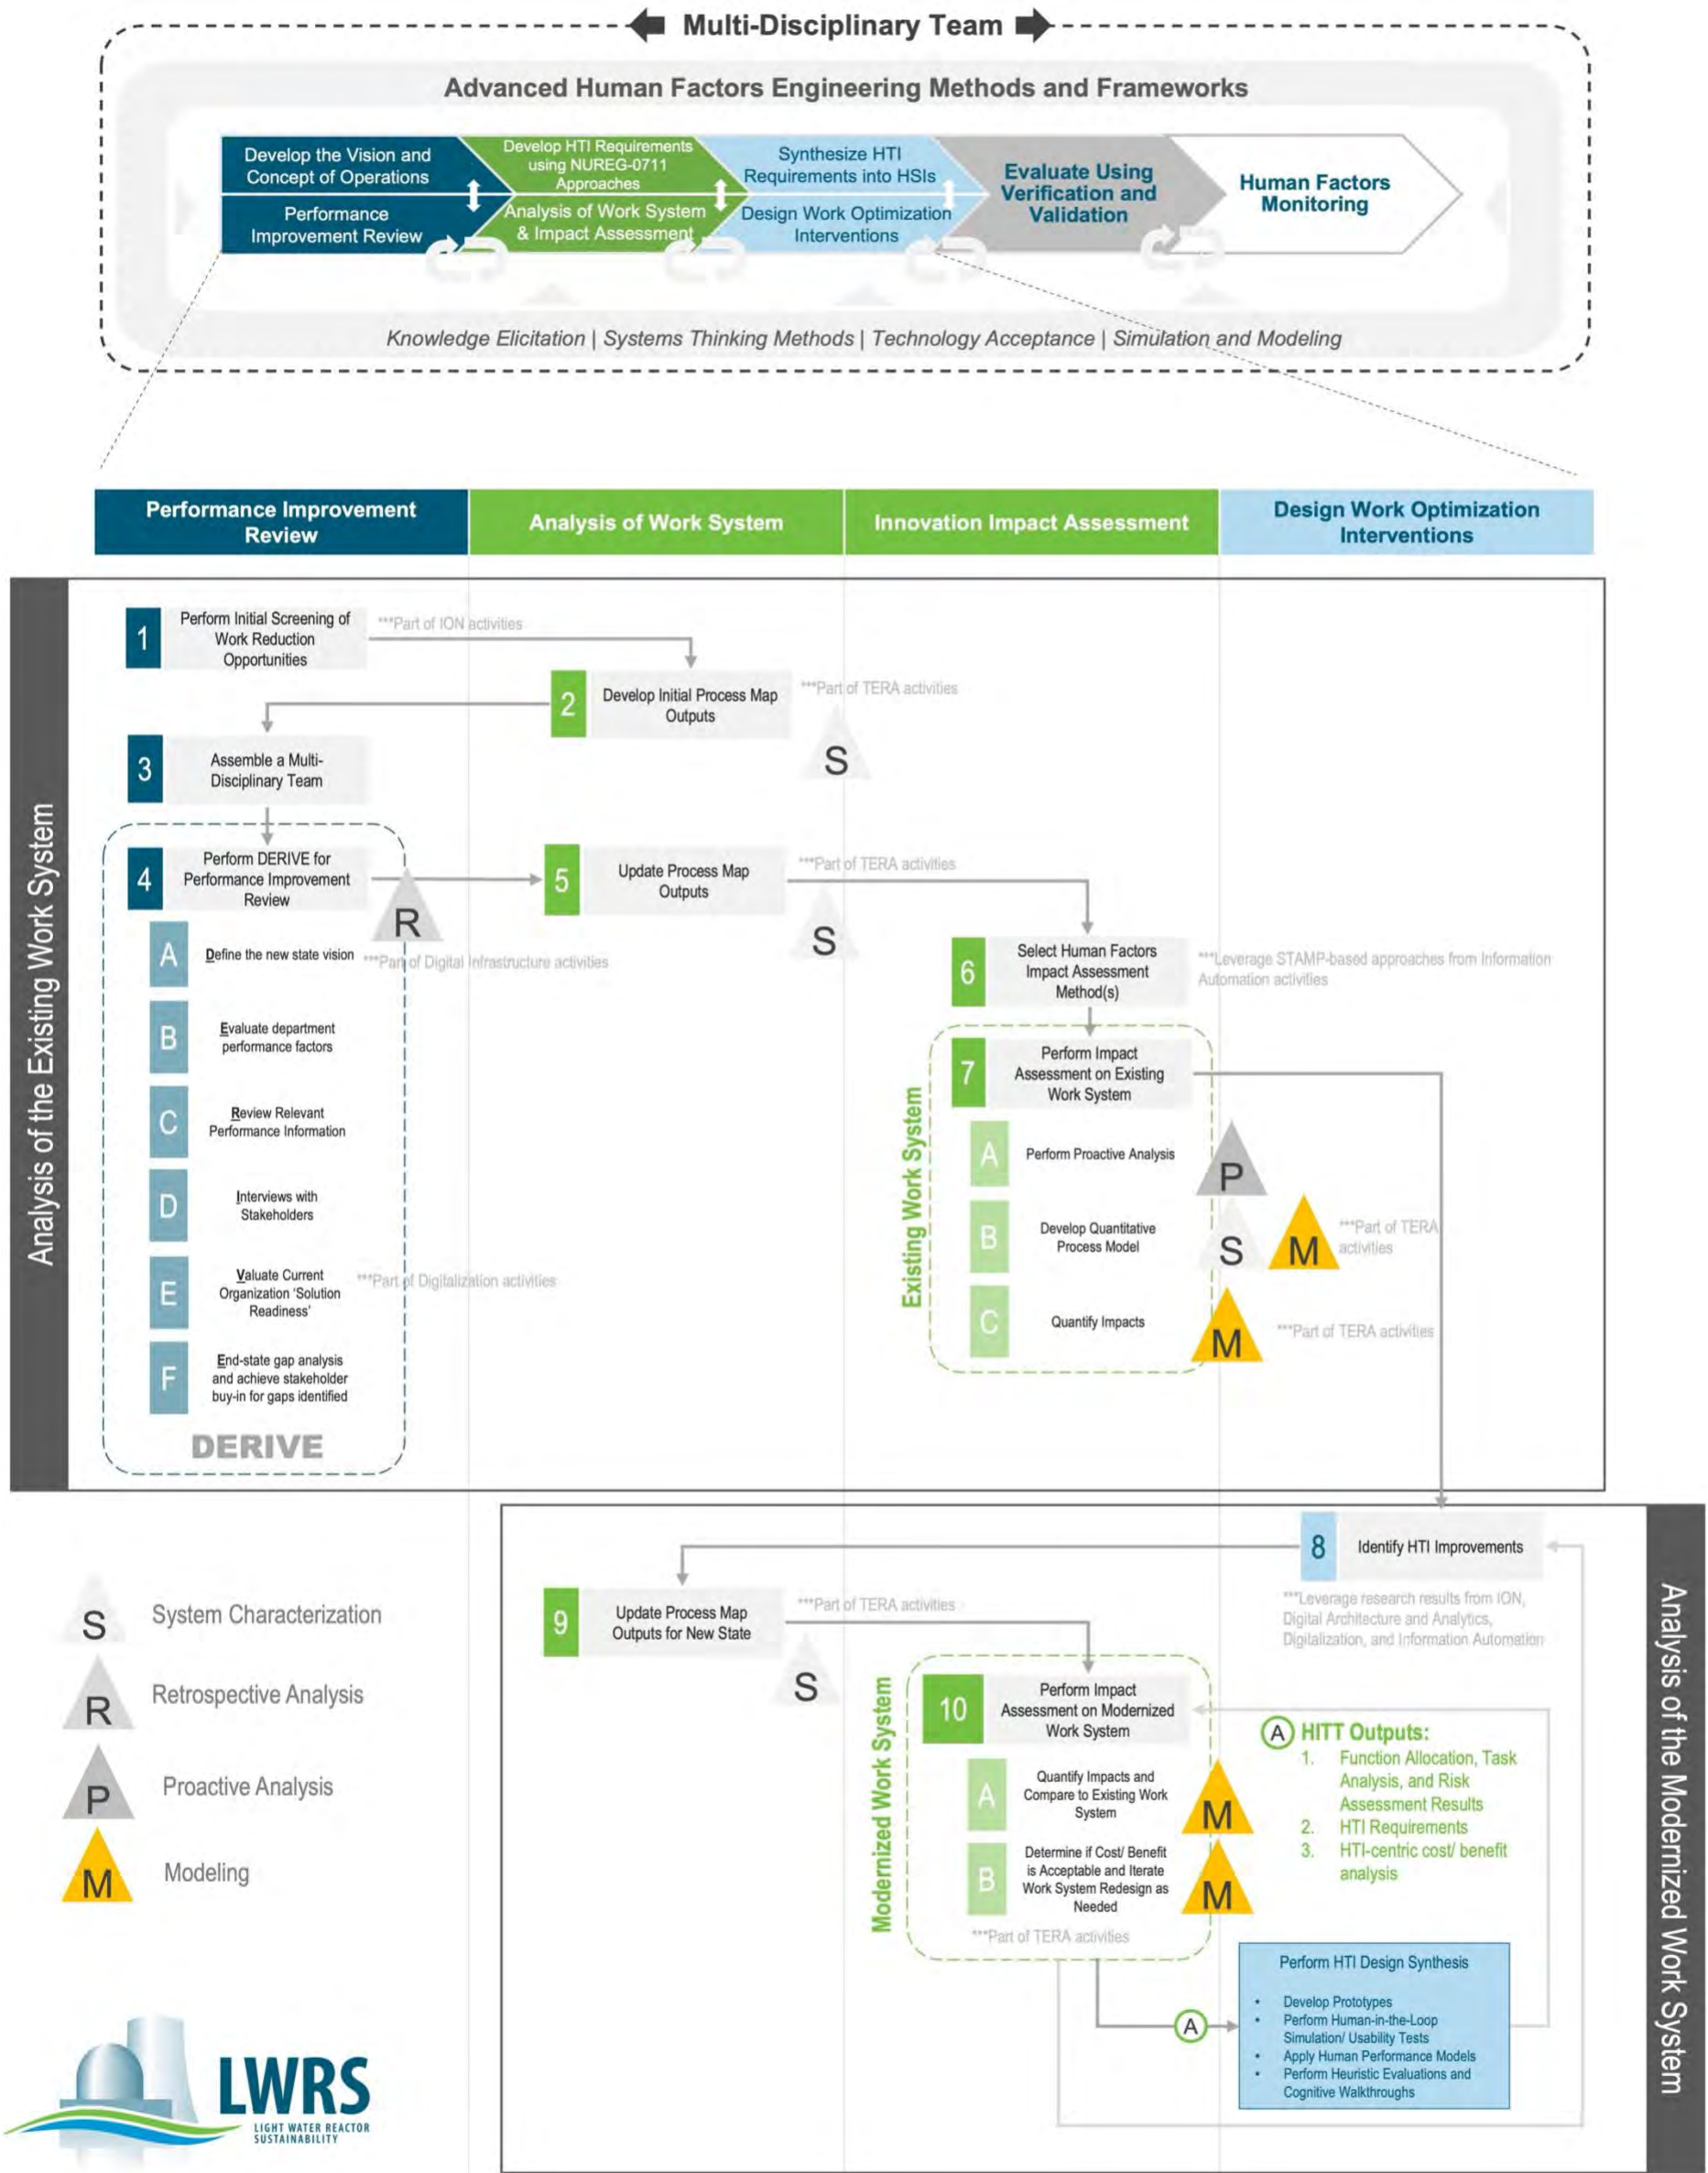 Multi-Disciplinary Team
Advanced Human Factors Engineering Methods and Frameworks
Develop the Vision and
Concept of Operations
Performance
Improvement Review
Develop HTI Requirements
using NUREG-0711
Approaches
Analysis of Work System
& Impact Assessment
Synthesize HTI
Requirements into HSIs
Design Work Optimization
Interventions
Evaluate Using
Verification and
Validation
Human Factors
Monitoring
Knowledge Elicitation | Systems Thinking Methods | Technology Acceptance | Simulation and Modeling
Performance Improvement
Review
Analysis of Work System
Innovation Impact Assessment
Design Work Optimization
Interventions
Analysis of the Existing Work System
1
Perform Initial Screening of
Work Reduction
Opportunities
***Part of ION activities
2
Develop Initial Process Map
Outputs
***Part of TERA activities
S
3
Assemble a Multi-
Disciplinary Team
4
Perform DERIVE for
Performance Improvement
Review
R
5
Update Process Map
Outputs
***Part of TERA activities
S
A
Define the new state vision
***Part of Digital Infrastructure activities
B
Evaluate department
performance factors
C
Review Relevant
Performance Information
D
Interviews with
Stakeholders
E
Valuate Current
Organization 'Solution
Readiness'
***Part of Digitalization activities
F
End-state gap analysis
and achieve stakeholder
buy-in for gaps identified
DERIVE
6
Select Human Factors
Impact Assessment
Method(s)
***Leverage STAMP-based approaches from Information
Automation activities
Existing Work System
7
Perform Impact
Assessment on Existing
Work System
A
Perform Proactive Analysis
P
B
Develop Quantitative
Process Model
S
M
***Part of TERA
activities
C
Quantify Impacts
M
***Part of TERA activities
Analysis of the Modernized Work System
8
Identify HTI Improvements
***Leverage research results from ION,
Digital Architecture and Analytics,
Digitalization, and Information Automation
9
Update Process Map
Outputs for New State
***Part of TERA activities
S
Modernized Work System
10
Perform Impact
Assessment on Modernized
Work System
A
Quantify Impacts and
Compare to Existing Work
System
M
B
Determine if Cost/ Benefit
is Acceptable and Iterate
Work System Redesign as
Needed
M
***Part of TERA activities
A HITT Outputs:
1. Function Allocation, Task
Analysis, and Risk
Assessment Results
2. HTI Requirements
3. HTI-centric cost/ benefit
analysis
A
Perform HTI Design Synthesis
• Develop Prototypes
• Perform Human-in-the-Loop
Simulation/ Usability Tests
• Apply Human Performance Models
• Perform Heuristic Evaluations and
Cognitive Walkthroughs
S System Characterization
R Retrospective Analysis
P Proactive Analysis
M Modeling
LWRS
LIGHT WATER REACTOR
SUSTAINABILITY